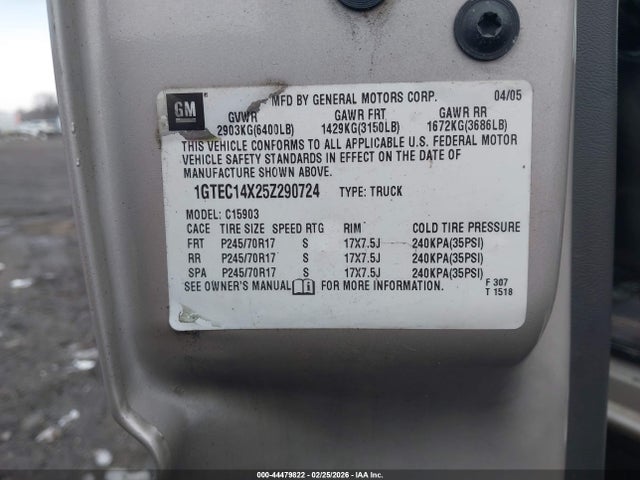 GM
MFD BY GENERAL MOTORS CORP. 04/05
GVWR GAWR FRT GAWR RR
2903KG(6400LB) 1429KG(3150LB) 1672KG(3686LB)
THIS VEHICLE CONFORMS TO ALL APPLICABLE U.S. FEDERAL MOTOR
VEHICLE SAFETY STANDARDS IN EFFECT ON THE DATE OF
MANUFACTURE SHOWN ABOVE.
1GTEC14X25Z290724 TYPE: TRUCK
MODEL: C15903
CACE TIRE SIZE SPEED RTG RIM COLD TIRE PRESSURE
FRT P245/70R17 S 17X7.5J 240KPA(35PSI)
RR P245/70R17 S 17X7.5J 240KPA(35PSI)
SPA P245/70R17 S 17X7.5J 240KPA(35PSI)
SEE OWNER'S MANUAL FOR MORE INFORMATION.
F 307
T 1518
000-44479822 - 02/25/2026 - IAAI.COM